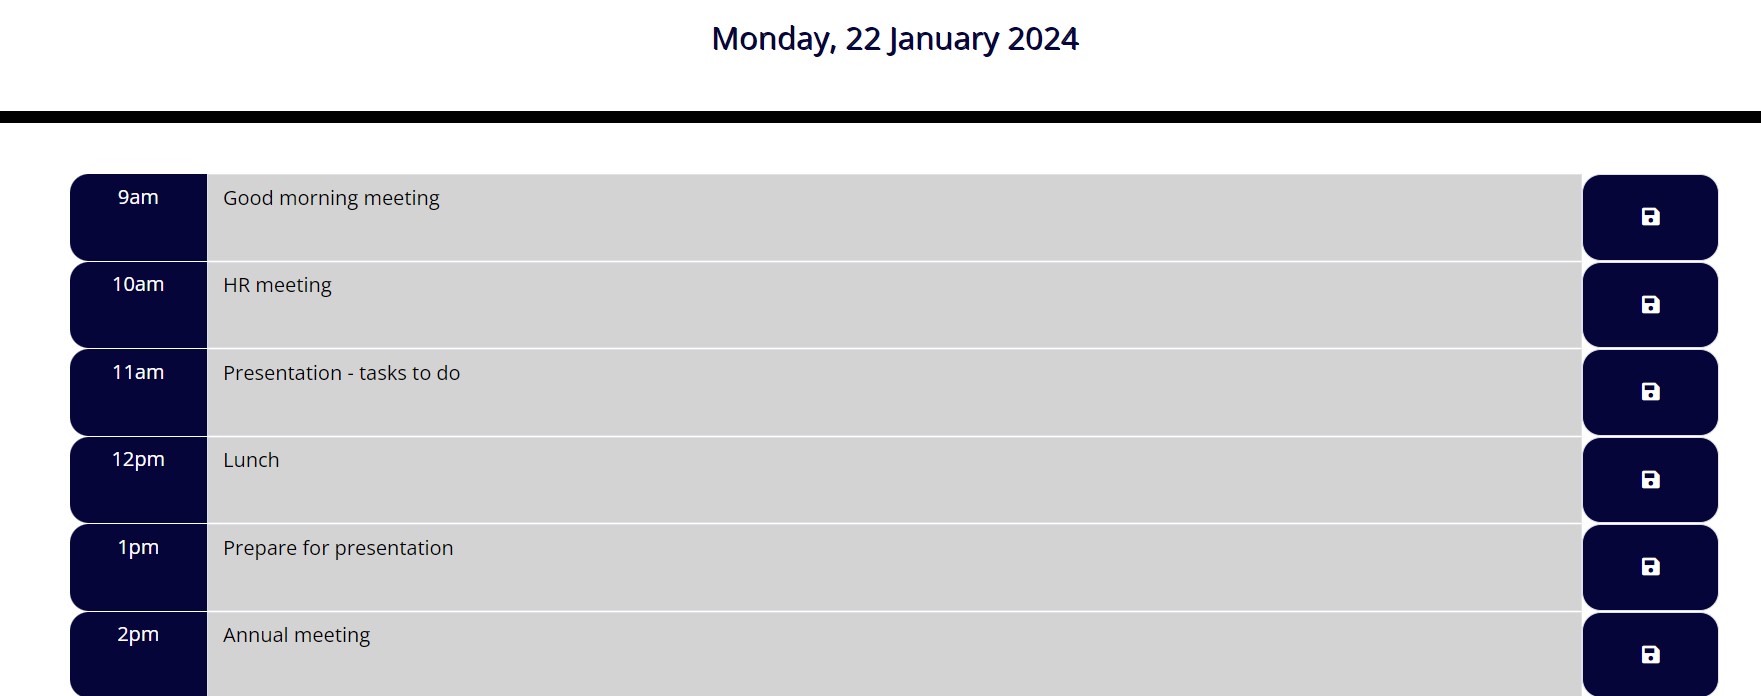 Monday, 22 January 2024
9am Good morning meeting
10am HR meeting
11am Presentation - tasks to do
12pm Lunch
1pm Prepare for presentation
2pm Annual meeting